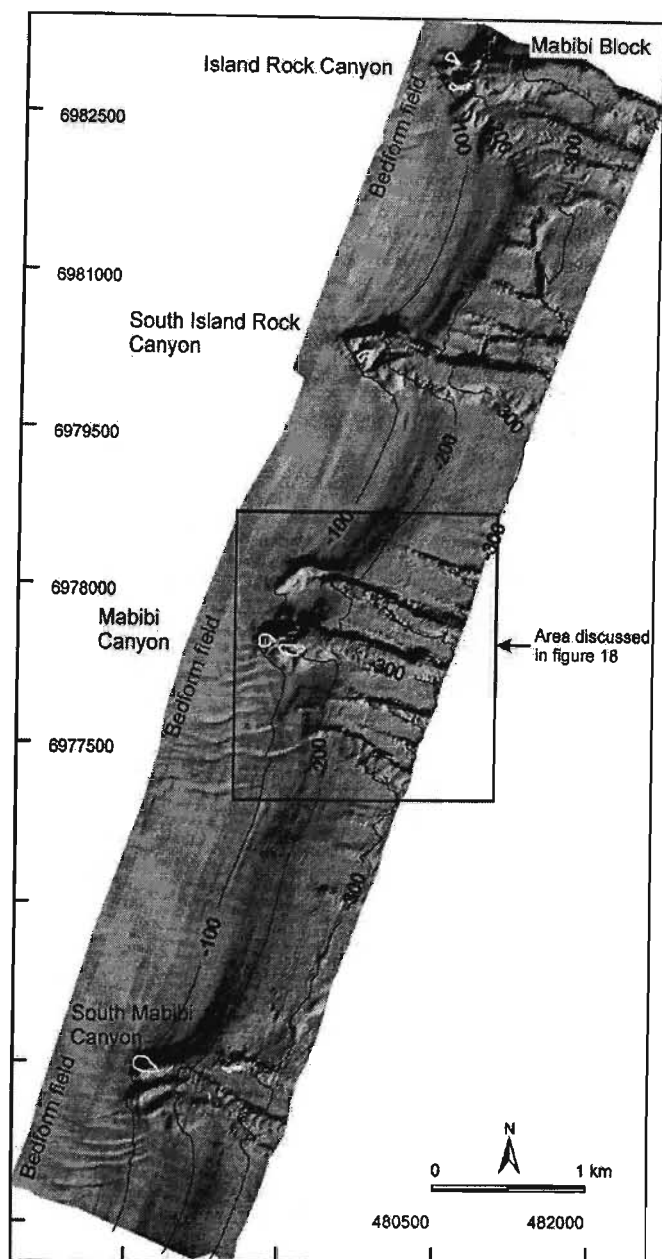 Mabibi Block
Island Rock Canyon
6982500
Bedform field
-100
-200
-300
6981000
South Island Rock
Canyon
6979500
-300
-200
-100
-300
6978000
Mabibi
Canyon
Area discussed
in figure 18
-300
Bedform field
6977500
-200
-300
-100
South Mabibi
Canyon
Bedform field
N
0 1 km
480500 482000